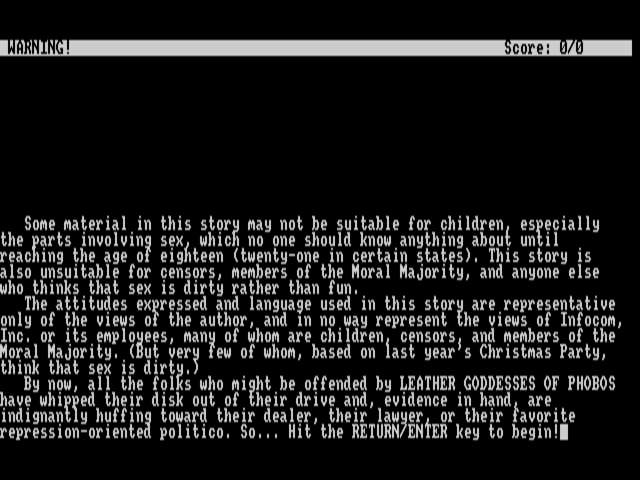 WARNING! Score: 0/0
Some material in this story may not be suitable for children, especially
the parts involving sex, which no one should know anything about until
reaching the age of eighteen (twenty-one in certain states). This story is
also unsuitable for censors, members of the Moral Majority, and anyone else
who thinks that sex is dirty rather than fun.
The attitudes expressed and language used in this story are representative
only of the views of the author, and in no way represent the views of Infocom,
Inc. or its employees, many of whom are children, censors, and members of the
Moral Majority. (But very few of whom, based on last year's Christmas Party,
think that sex is dirty.)
By now, all the folks who might be offended by LEATHER GODDESSES OF PHOBOS
have whipped their disk out of their drive and, evidence in hand, are
indignantly huffing toward their dealer, their lawyer, or their favorite
repression-oriented politico. So... Hit the RETURN/ENTER key to begin!